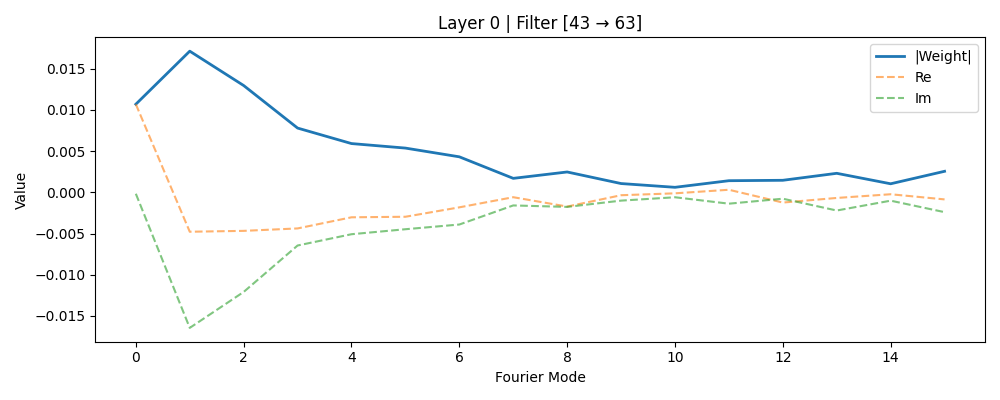 Layer 0 | Filter [43 → 63]
|Weight|
Re
Im
0.015
0.010
0.005
0.000
−0.005
−0.010
−0.015
Value
0 2 4 6 8 10 12 14
Fourier Mode